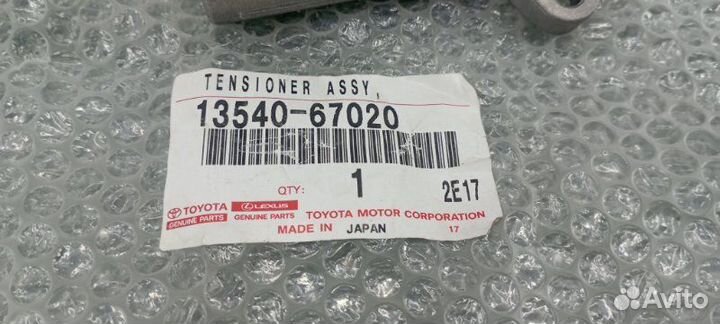 TENSIONER ASSY,
13540-67020
QTY: 1 2E17
TOYOTA LEXUS
GENUINE PARTS GENUINE PARTS TOYOTA MOTOR CORPORATION
MADE IN JAPAN 17
Avito